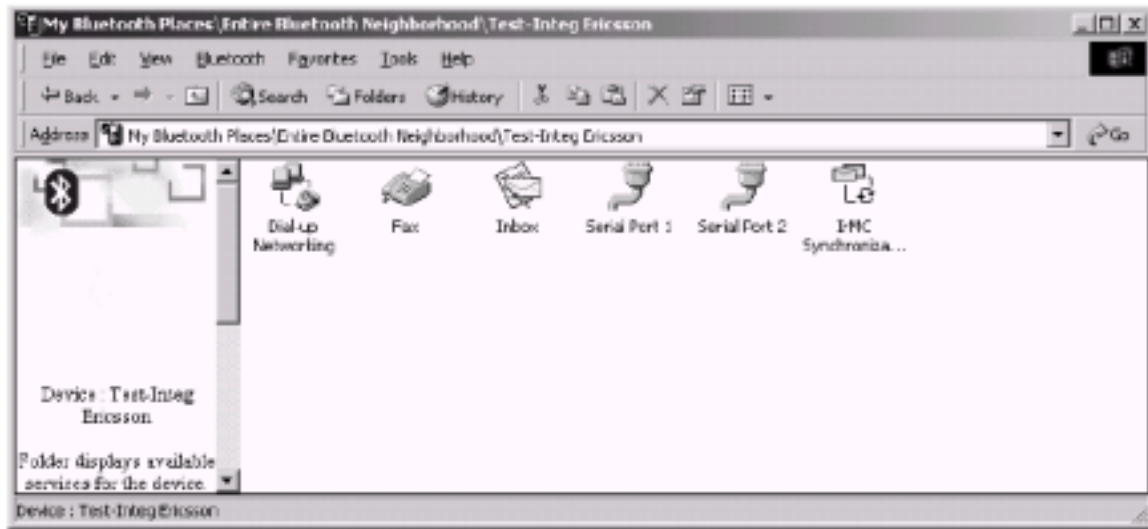 My Bluetooth Places\Entire Bluetooth Neighborhood\Test-Integ Ericsson
File Edit View Bluetooth Favorites Tools Help
Back Search Folders History
Address My Bluetooth Places\Entire Bluetooth Neighborhood\Test-Integ Ericsson Go
Dial-up Networking
Fax
Inbox
Serial Port 1
Serial Port 2
IrMC Synchroniza...
Device : Test-Integ
Ericsson
Folder displays available
services for the device.
Device : Test-Integ Ericsson